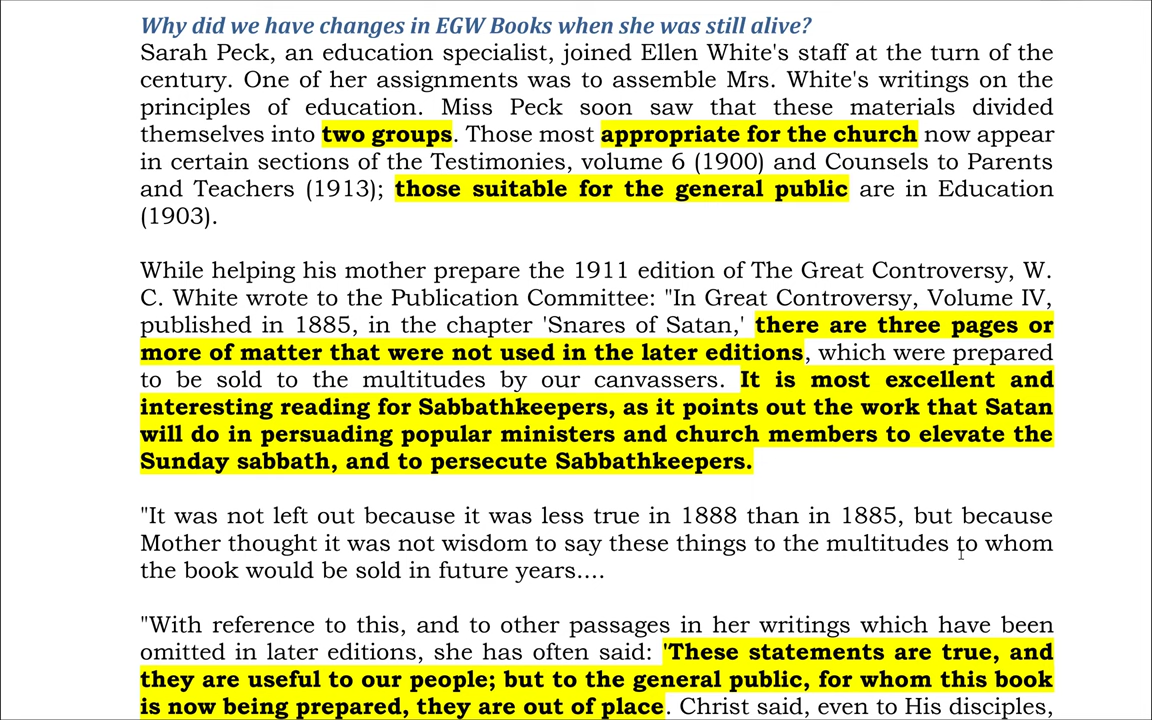 Why did we have changes in EGW Books when she was still alive?
Sarah Peck, an education specialist, joined Ellen White's staff at the turn of the
century. One of her assignments was to assemble Mrs. White's writings on the
principles of education. Miss Peck soon saw that these materials divided
themselves into two groups. Those most appropriate for the church now appear
in certain sections of the Testimonies, volume 6 (1900) and Counsels to Parents
and Teachers (1913); those suitable for the general public are in Education
(1903).
While helping his mother prepare the 1911 edition of The Great Controversy, W.
C. White wrote to the Publication Committee: "In Great Controversy, Volume IV,
published in 1885, in the chapter 'Snares of Satan,' there are three pages or
more of matter that were not used in the later editions, which were prepared
to be sold to the multitudes by our canvassers. It is most excellent and
interesting reading for Sabbathkeepers, as it points out the work that Satan
will do in persuading popular ministers and church members to elevate the
Sunday sabbath, and to persecute Sabbathkeepers.
"It was not left out because it was less true in 1888 than in 1885, but because
Mother thought it was not wisdom to say these things to the multitudes to whom
the book would be sold in future years....
"With reference to this, and to other passages in her writings which have been
omitted in later editions, she has often said: 'These statements are true, and
they are useful to our people; but to the general public, for whom this book
is now being prepared, they are out of place. Christ said, even to His disciples,